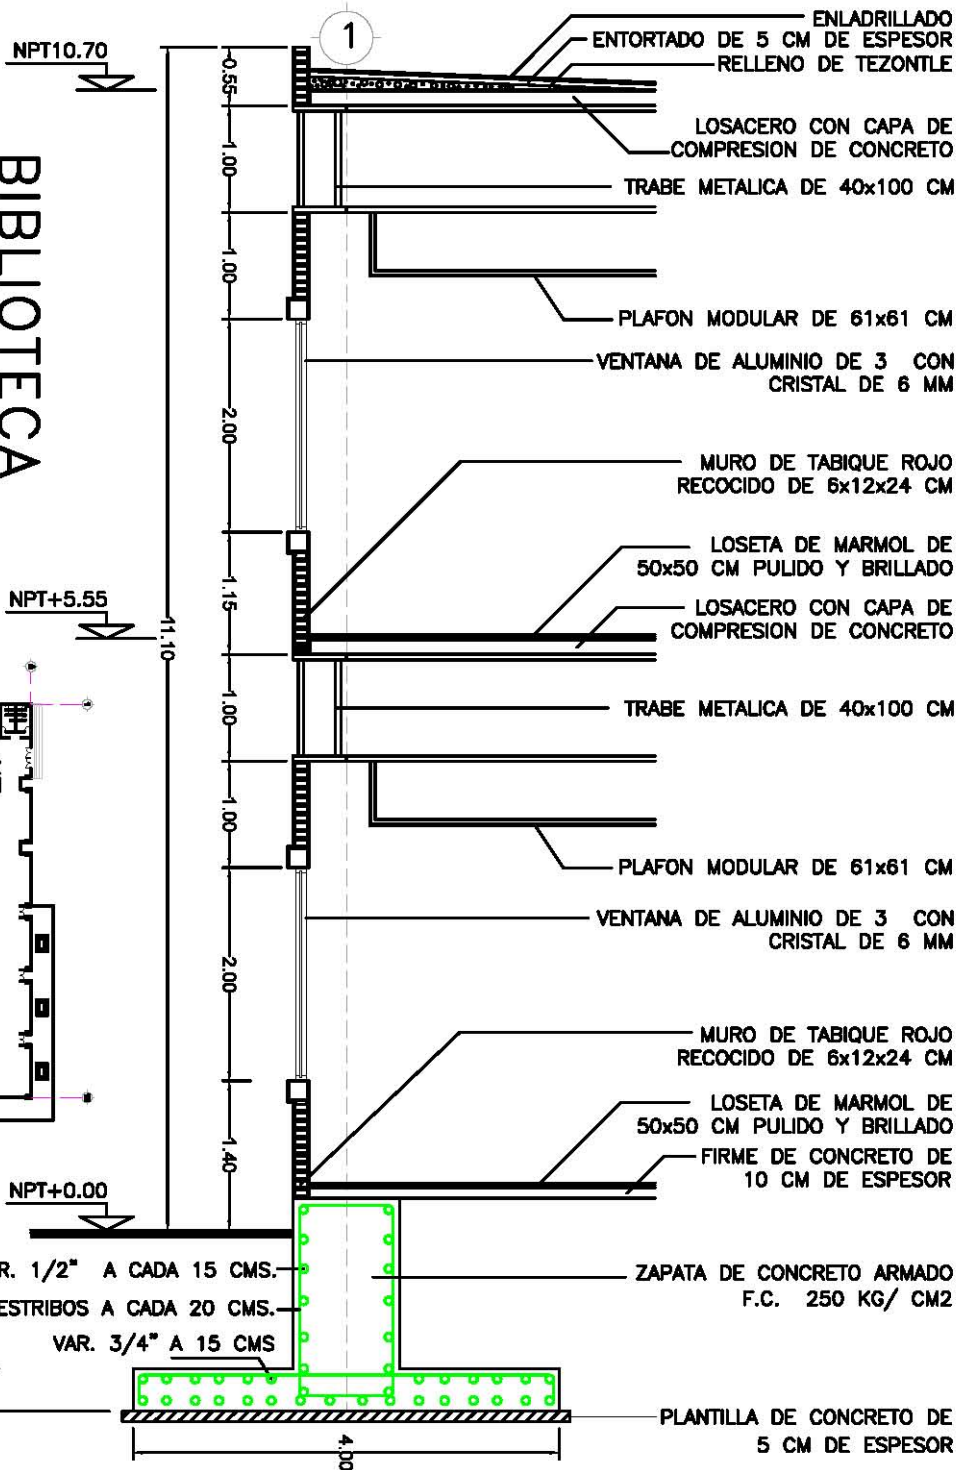 1
ENLADRILLADO
ENTORTADO DE 5 CM DE ESPESOR
RELLENO DE TEZONTLE
LOSACERO CON CAPA DE
COMPRESION DE CONCRETO
TRABE METALICA DE 40x100 CM
PLAFON MODULAR DE 61x61 CM
VENTANA DE ALUMINIO DE 3 CON
CRISTAL DE 6 MM
MURO DE TABIQUE ROJO
RECOCIDO DE 6x12x24 CM
LOSETA DE MARMOL DE
50x50 CM PULIDO Y BRILLADO
LOSACERO CON CAPA DE
COMPRESION DE CONCRETO
TRABE METALICA DE 40x100 CM
PLAFON MODULAR DE 61x61 CM
VENTANA DE ALUMINIO DE 3 CON
CRISTAL DE 6 MM
MURO DE TABIQUE ROJO
RECOCIDO DE 6x12x24 CM
LOSETA DE MARMOL DE
50x50 CM PULIDO Y BRILLADO
FIRME DE CONCRETO DE
10 CM DE ESPESOR
ZAPATA DE CONCRETO ARMADO
F.C. 250 KG/ CM2
PLANTILLA DE CONCRETO DE
5 CM DE ESPESOR
NPT10.70
BIBLIOTECA
NPT+5.55
NPT+0.00
R. 1/2" A CADA 15 CMS.
ESTRIBOS A CADA 20 CMS.
VAR. 3/4" A 15 CMS
11.10
0.55
1.00
1.00
2.00
1.15
1.00
1.00
2.00
1.40
4.00